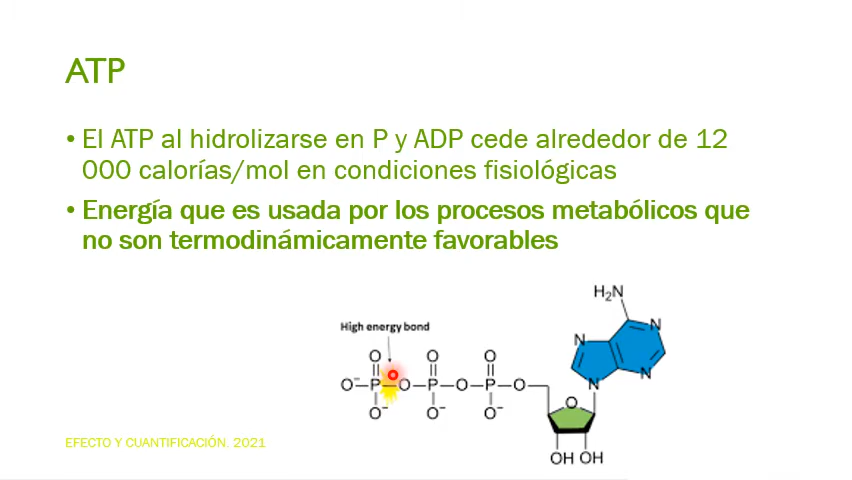 ATP
• El ATP al hidrolizarse en P y ADP cede alrededor de 12
000 calorías/mol en condiciones fisiológicas
• Energía que es usada por los procesos metabólicos que
no son termodinámicamente favorables
H₂N
High energy bond
N
N
O O O
O⁻ P O P O P O
N
N
O⁻ O⁻ O⁻
O
EFECTO Y CUANTIFICACIÓN. 2021
OH OH